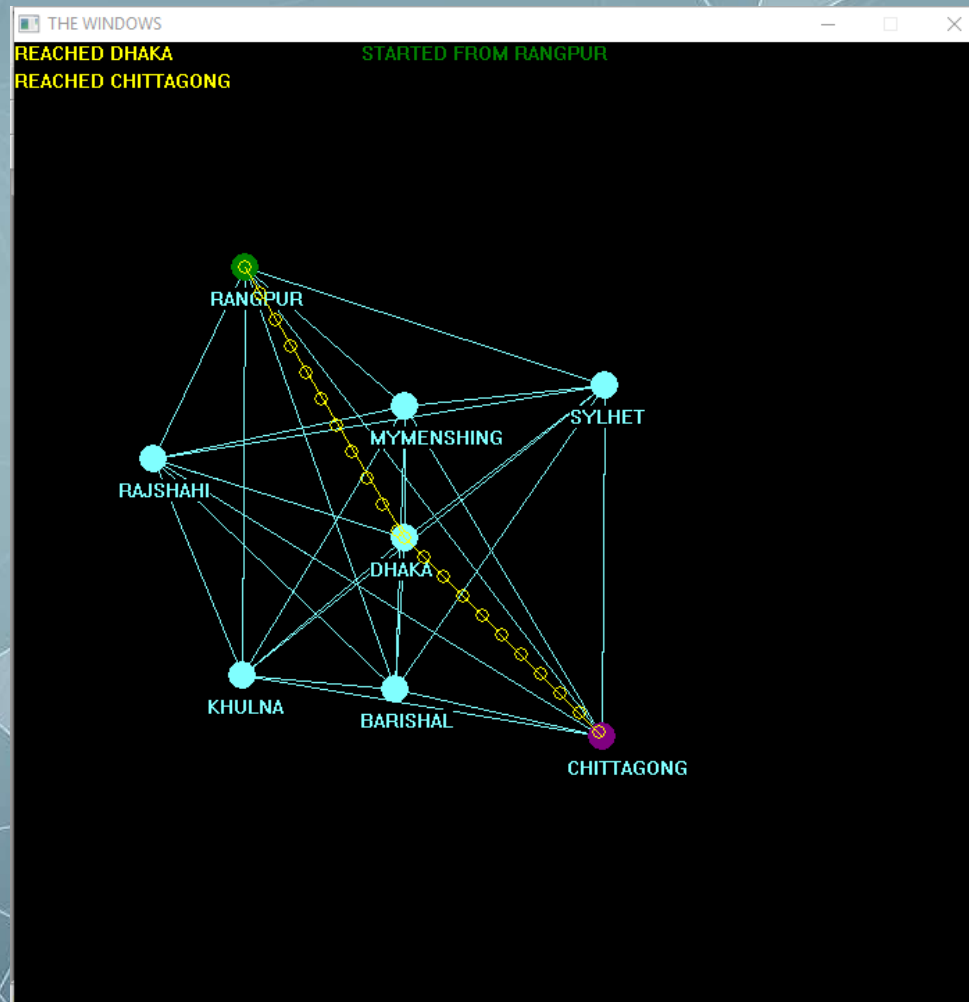 THE WINDOWS
REACHED DHAKA
STARTED FROM RANGPUR
REACHED CHITTAGONG
RANGPUR
SYLHET
MYMENSHING
RAJSHAHI
DHAKA
KHULNA
BARISHAL
CHITTAGONG